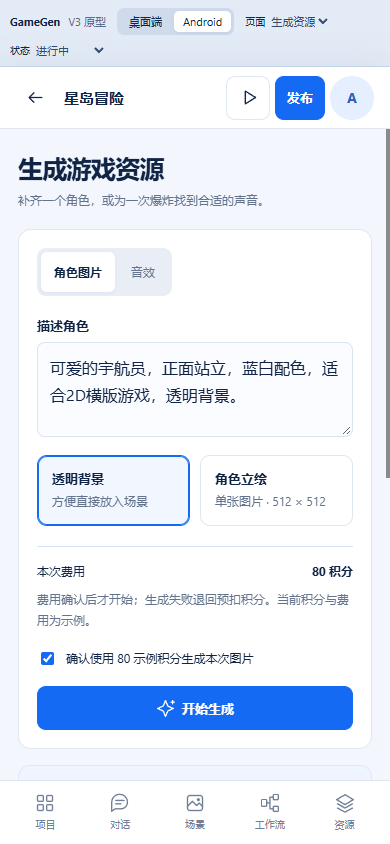 GameGen V3 原型 桌面端 Android 页面 生成资源
状态 进行中
星岛冒险 发布 A
生成游戏资源
补齐一个角色，或为一次爆炸找到合适的声音。
角色图片 音效
描述角色
可爱的宇航员，正面站立，蓝白配色，适
合2D横版游戏，透明背景。
透明背景 角色立绘
方便直接放入场景 单张图片 · 512 × 512
本次费用 80 积分
费用确认后才开始；生成失败退回预扣积分。当前积分与费
用为示例。
确认使用 80 示例积分生成本次图片
开始生成
项目 对话 场景 工作流 资源